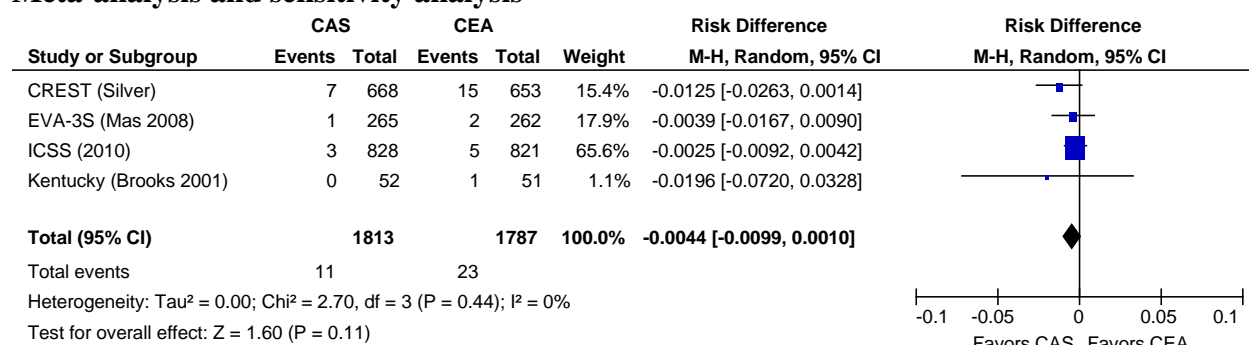 Meta-analysis and sensitivity analysis
CAS CEA Risk Difference Risk Difference
Study or Subgroup Events Total Events Total Weight M-H, Random, 95% CI M-H, Random, 95% CI
CREST (Silver) 7 668 15 653 15.4% -0.0125 [-0.0263, 0.0014]
EVA-3S (Mas 2008) 1 265 2 262 17.9% -0.0039 [-0.0167, 0.0090]
ICSS (2010) 3 828 5 821 65.6% -0.0025 [-0.0092, 0.0042]
Kentucky (Brooks 2001) 0 52 1 51 1.1% -0.0196 [-0.0720, 0.0328]
Total (95% CI) 1813 1787 100.0% -0.0044 [-0.0099, 0.0010]
Total events 11 23
Heterogeneity: Tau² = 0.00; Chi² = 2.70, df = 3 (P = 0.44); I² = 0%
Test for overall effect: Z = 1.60 (P = 0.11)
-0.1 -0.05 0 0.05 0.1
Favors CAS Favors CEA